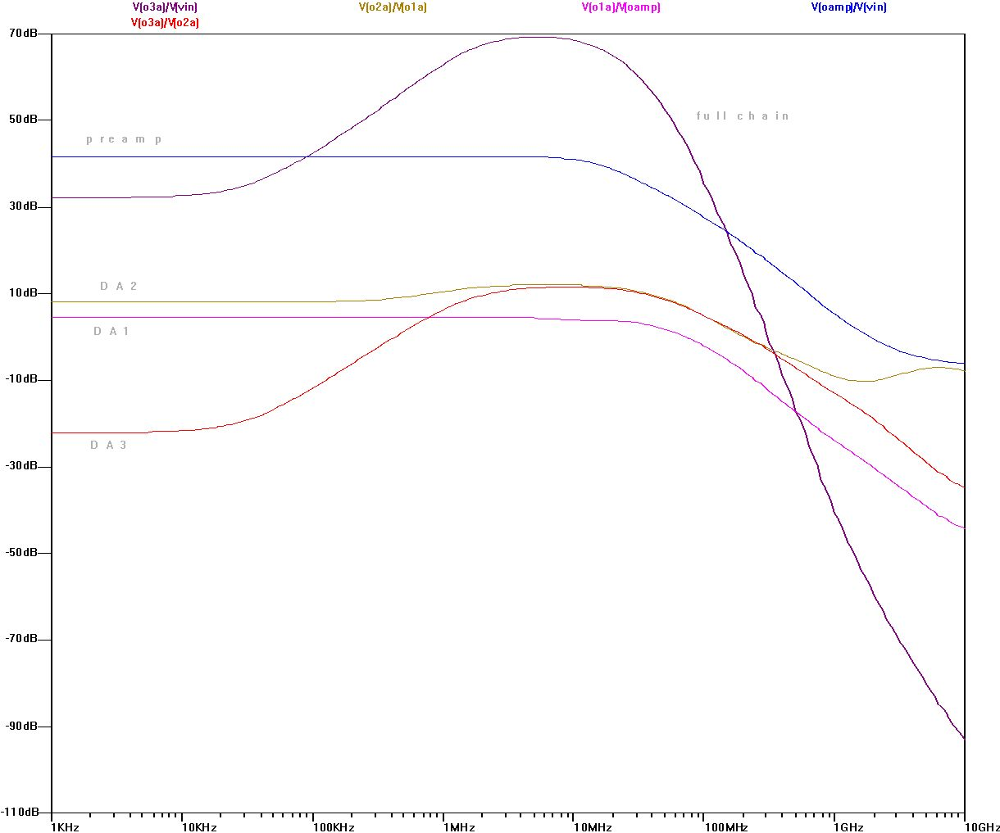 V(o3a)/V(vin) V(o2a)/V(o1a) V(o1a)/V(oamp) V(oamp)/V(vin)
V(o3a)/V(o2a)
70dB
full chain
50dB
preamp
30dB
DA2
10dB
DA1
-10dB
DA3
-30dB
-50dB
-70dB
-90dB
-110dB
1KHz 10KHz 100KHz 1MHz 10MHz 100MHz 1GHz 10GHz